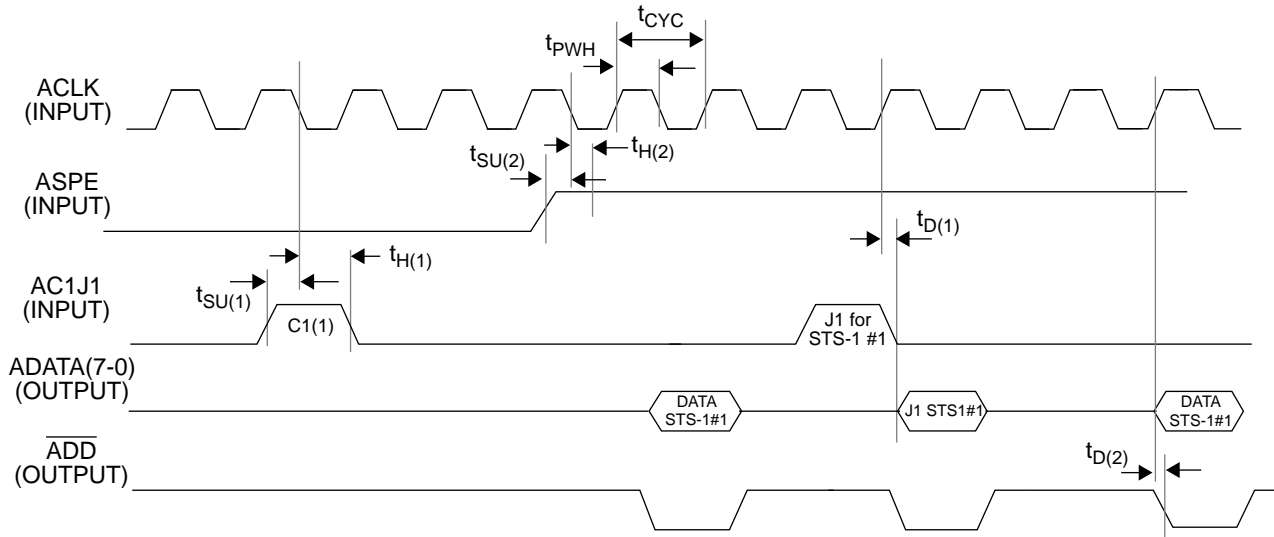 tCYC
tPWH
ACLK
(INPUT)
tSU(2)
tH(2)
ASPE
(INPUT)
tD(1)
tH(1)
AC1J1
(INPUT)
tSU(1)
C1(1)
J1 for
STS-1 #1
ADATA(7-0)
(OUTPUT)
DATA
STS-1#1
J1 STS1#1
DATA
STS-1#1
ADD
(OUTPUT)
tD(2)